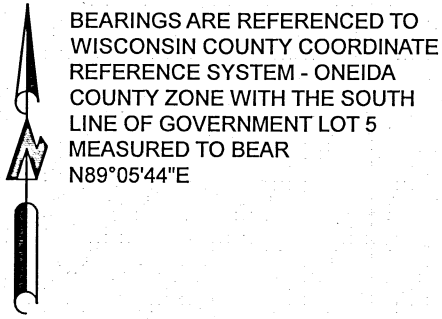 BEARINGS ARE REFERENCED TO
WISCONSIN COUNTY COORDINATE
REFERENCE SYSTEM - ONEIDA
COUNTY ZONE WITH THE SOUTH
LINE OF GOVERNMENT LOT 5
MEASURED TO BEAR
N89°05'44"E